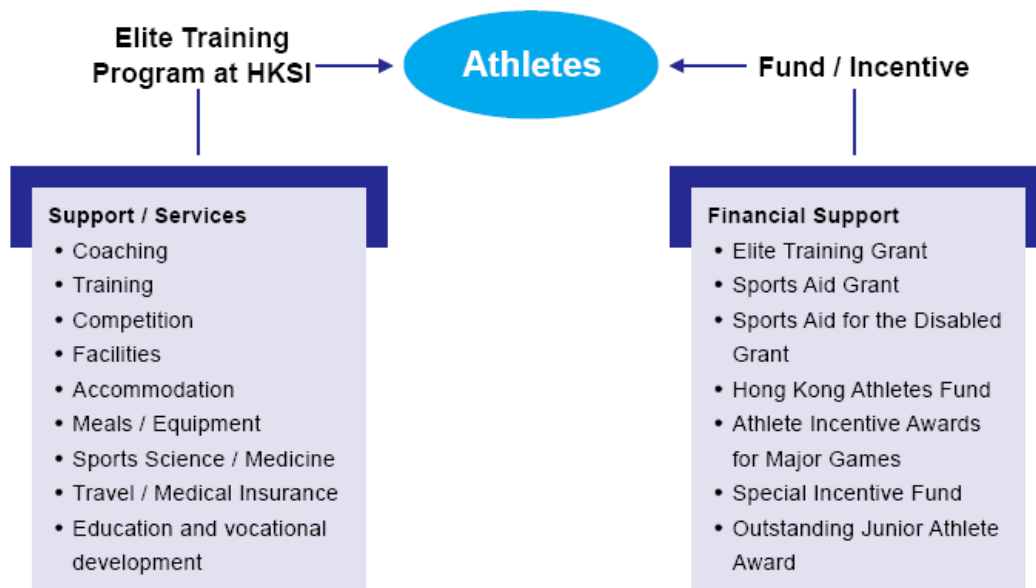 Elite Training
Program at HKSI
Athletes
Fund / Incentive
Support / Services
• Coaching
• Training
• Competition
• Facilities
• Accommodation
• Meals / Equipment
• Sports Science / Medicine
• Travel / Medical Insurance
• Education and vocational
development
Financial Support
• Elite Training Grant
• Sports Aid Grant
• Sports Aid for the Disabled
Grant
• Hong Kong Athletes Fund
• Athlete Incentive Awards
for Major Games
• Special Incentive Fund
• Outstanding Junior Athlete
Award